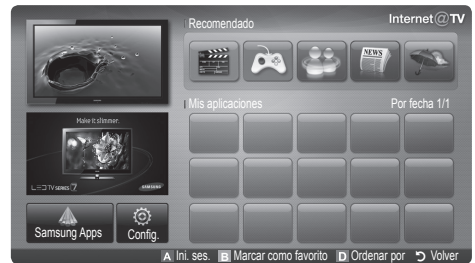 Recomendado
Internet@TV
NEWS
Mis aplicaciones
Por fecha 1/1
Make it slimmer.
LED TV SERIES 7
SAMSUNG
Samsung Apps
Config.
A Ini. ses. B Marcar como favorito D Ordenar por Volver